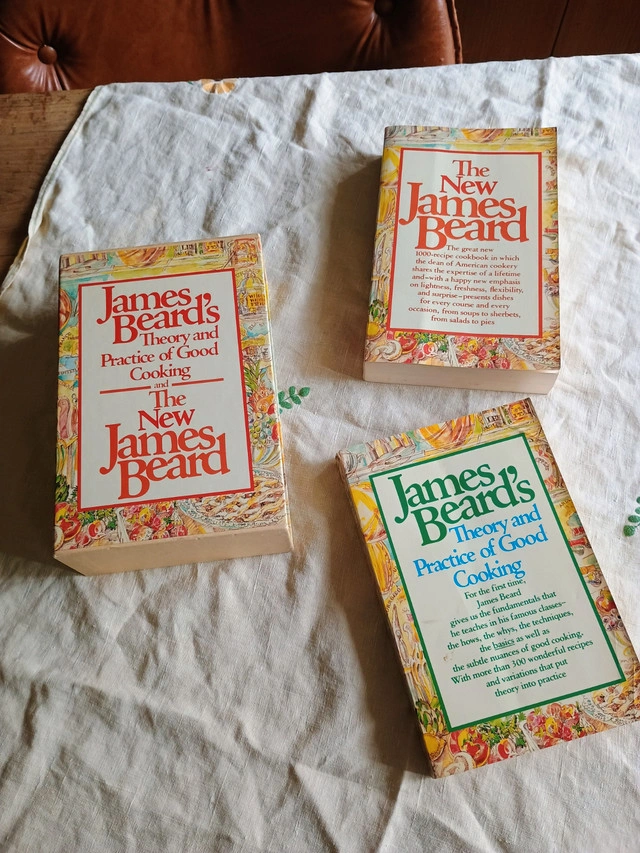 James
Beard's
Theory and
Practice of Good
Cooking
and
The
New
James
Beard
The
New
James
Beard
The great new
1000-recipe cookbook in which
the dean of American cookery
shares the expertise of a lifetime
and—with a happy new emphasis
on lightness, freshness, flexibility,
and surprise—presents dishes
for every course and every
occasion, from soups to sherbets,
from salads to pies
James
Beard's
Theory and
Practice of Good
Cooking
For the first time,
James Beard
gives us the fundamentals that
he teaches in his famous classes—
the hows, the whys, the techniques,
the basics as well as
the subtle nuances of good cooking.
With more than 300 wonderful recipes
and variations that put
theory into practice